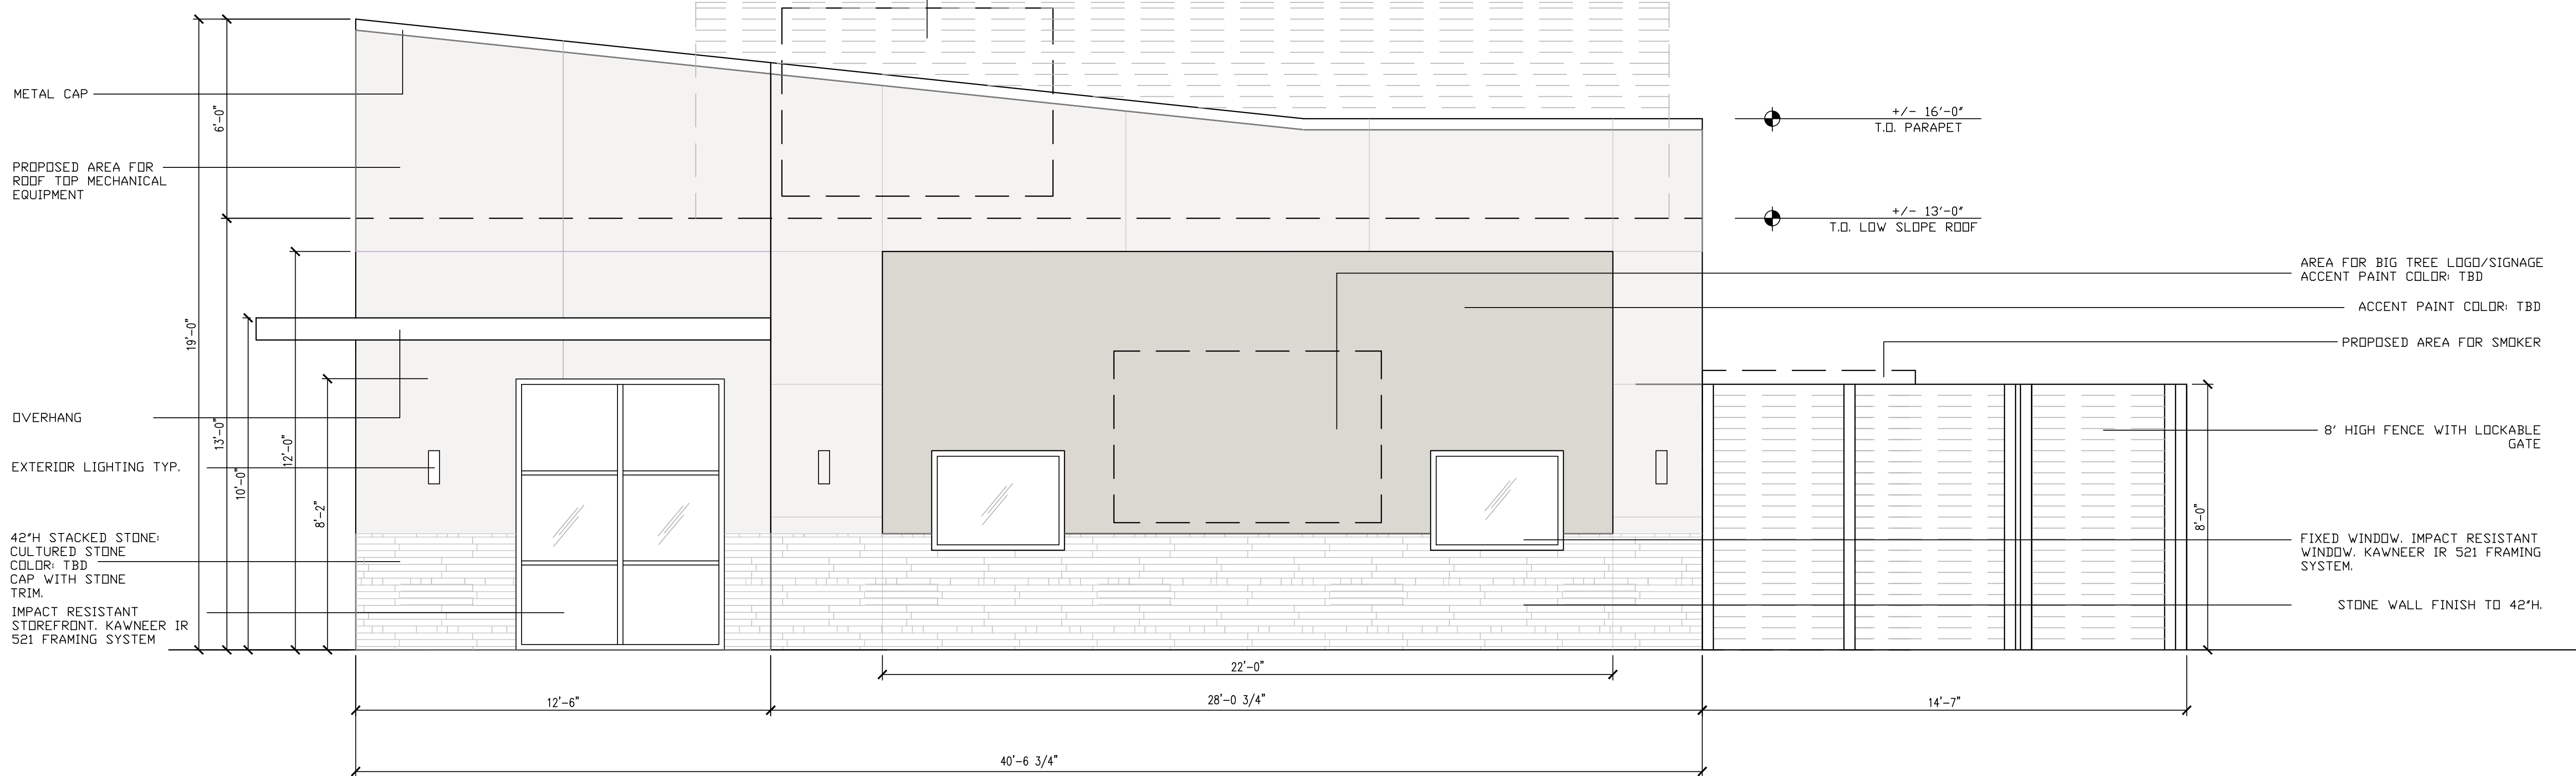 METAL CAP
PROPOSED AREA FOR
ROOF TOP MECHANICAL
EQUIPMENT
OVERHANG
EXTERIOR LIGHTING TYP.
42"H STACKED STONE:
CULTURED STONE
COLOR: TBD
CAP WITH STONE
TRIM.
IMPACT RESISTANT
STOREFRONT. KAWNEER IR
521 FRAMING SYSTEM
19'-0"
6'-0"
13'-0"
10'-0"
12'-0"
8'-2"
+/- 16'-0"
T.O. PARAPET
+/- 13'-0"
T.O. LOW SLOPE ROOF
AREA FOR BIG TREE LOGO/SIGNAGE
ACCENT PAINT COLOR: TBD
ACCENT PAINT COLOR: TBD
PROPOSED AREA FOR SMOKER
8' HIGH FENCE WITH LOCKABLE
GATE
8'-0"
FIXED WINDOW. IMPACT RESISTANT
WINDOW. KAWNEER IR 521 FRAMING
SYSTEM.
STONE WALL FINISH TO 42"H.
22'-0"
12'-6"
28'-0 3/4"
14'-7"
40'-6 3/4"